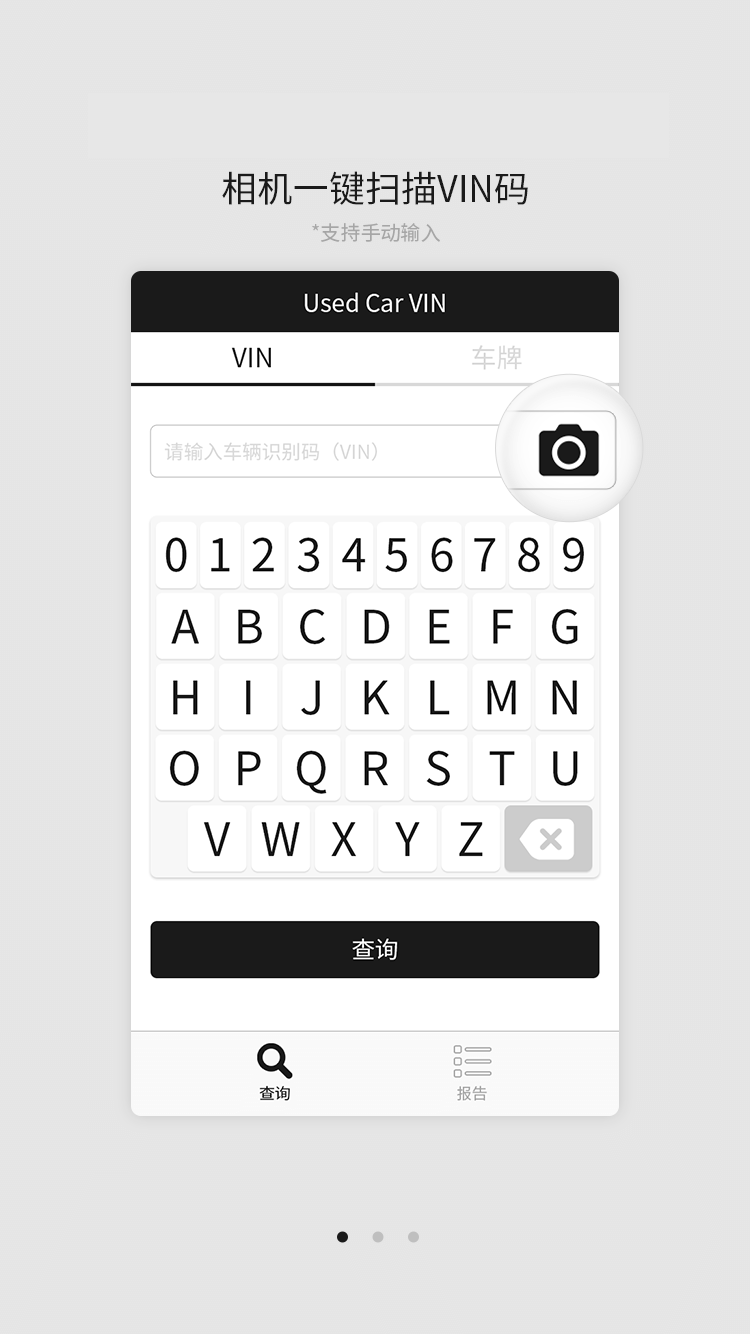 相机一键扫描VIN码
*支持手动输入
Used Car VIN
VIN 车牌
请输入车辆识别码（VIN）
0 1 2 3 4 5 6 7 8 9
A B C D E F G
H I J K L M N
O P Q R S T U
V W X Y Z
查询
查询 报告